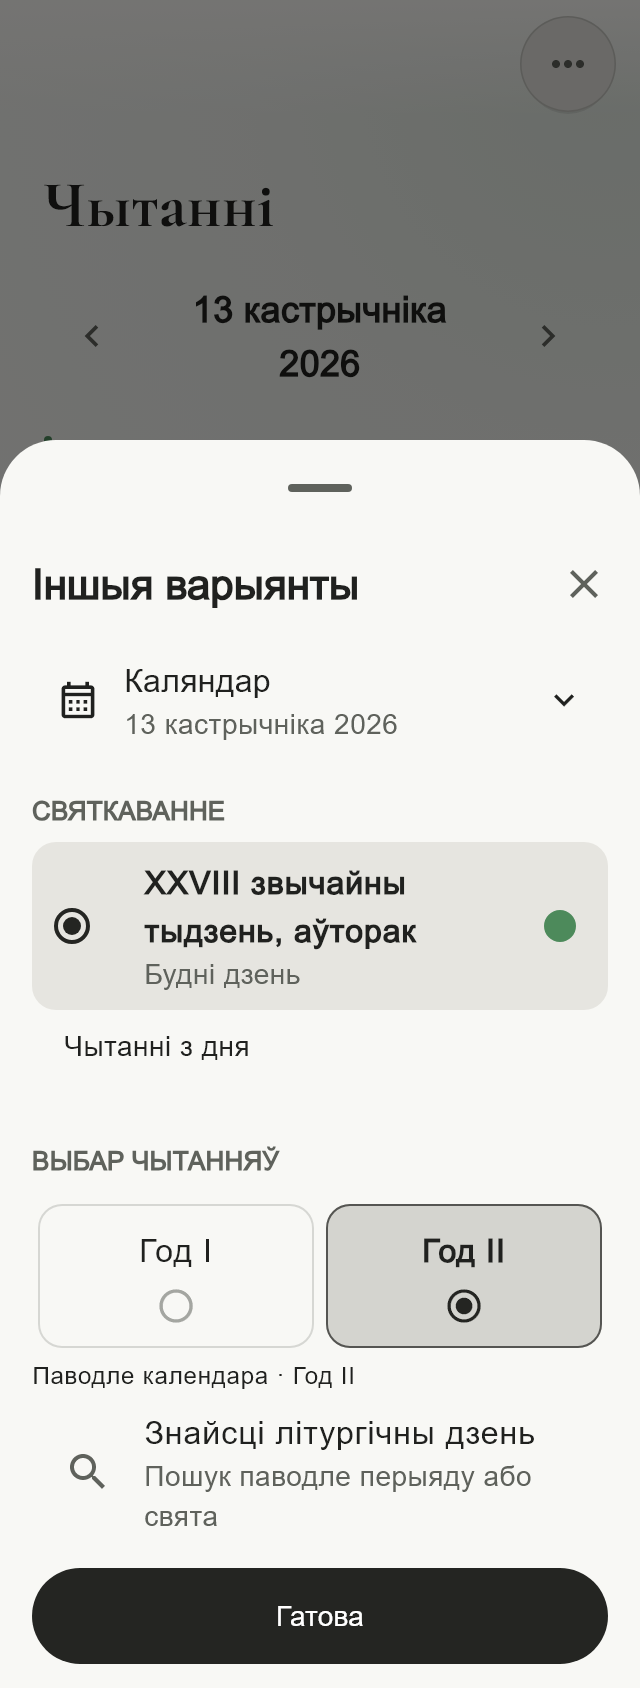 Чытанні
13 кастрычніка
2026
Іншыя варыянты
Каляндар
13 кастрычніка 2026
СВЯТКАВАННЕ
XXVIII звычайны
тыдзень, аўторак
Будні дзень
Чытанні з дня
ВЫБАР ЧЫТАННЯЎ
Год I
Год II
Паводле календара · Год II
Знайсці літургічны дзень
Пошук паводле перыяду або
свята
Гатова